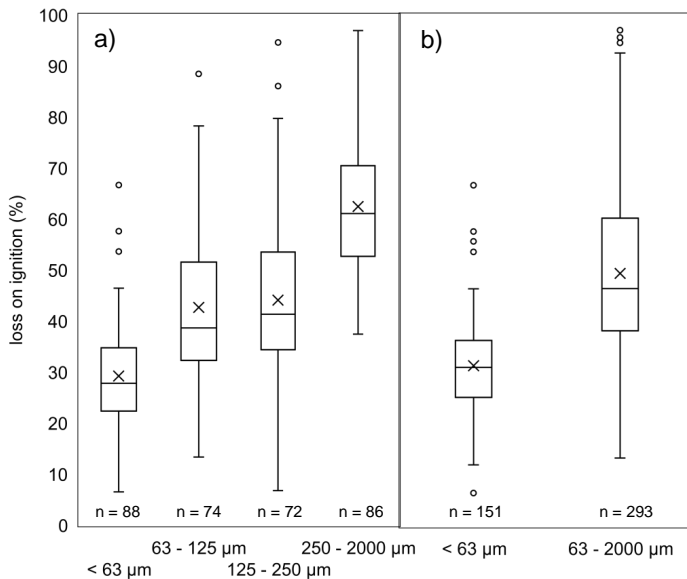 100
90
80
70
60
50
40
30
20
10
0
loss on ignition (%)
a)
b)
n = 88
n = 74
n = 72
n = 86
n = 151
n = 293
63 - 125 µm
250 - 2000 µm
< 63 µm
63 - 2000 µm
< 63 µm
125 - 250 µm